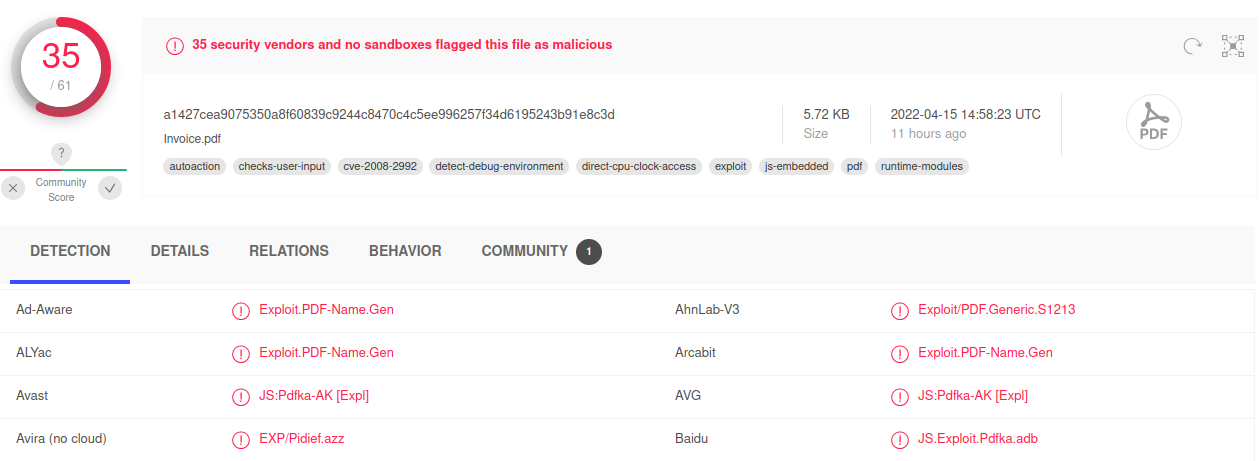 35
/ 61
?
Community
Score
35 security vendors and no sandboxes flagged this file as malicious
a1427cea9075350a8f60839c9244c8470c4c5ee996257f34d6195243b91e8c3d
Invoice.pdf
5.72 KB
Size
2022-04-15 14:58:23 UTC
11 hours ago
PDF
autoaction checks-user-input cve-2008-2992 detect-debug-environment direct-cpu-clock-access exploit js-embedded pdf runtime-modules
DETECTION DETAILS RELATIONS BEHAVIOR COMMUNITY 1
Ad-Aware Exploit.PDF-Name.Gen AhnLab-V3 Exploit/PDF.Generic.S1213
ALYac Exploit.PDF-Name.Gen Arcabit Exploit.PDF-Name.Gen
Avast JS:Pdfka-AK [Expl] AVG JS:Pdfka-AK [Expl]
Avira (no cloud) EXP/Pidief.azz Baidu JS.Exploit.Pdfka.adb